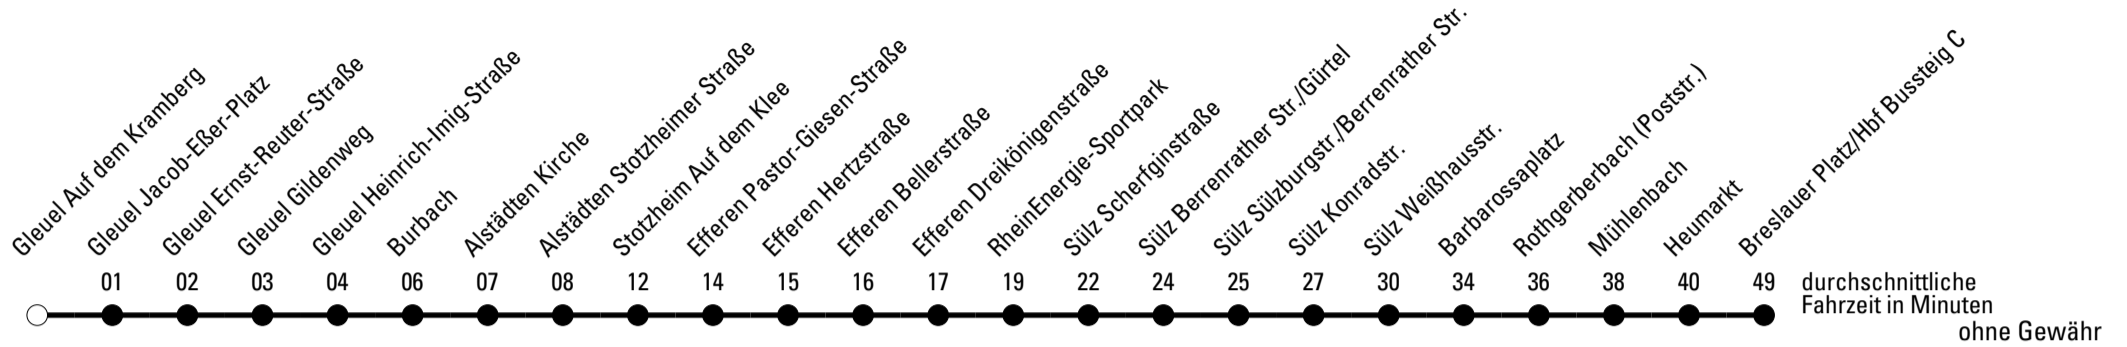 Gleuel Auf dem Kramberg
Gleuel Jacob-Eßer-Platz
Gleuel Ernst-Reuter-Straße
Gleuel Gildenweg
Gleuel Heinrich-Imig-Straße
Burbach
Alstädten Kirche
Alstädten Stotzheimer Straße
Stotzheim Auf dem Klee
Efferen Pastor-Giesen-Straße
Efferen Hertzstraße
Efferen Bellerstraße
Efferen Dreikönigenstraße
RheinEnergie-Sportpark
Sülz Scherfginstraße
Sülz Berrenrather Str./Gürtel
Sülz Sülzburgstr./Berrenrather Str.
Sülz Konradstr.
Sülz Weißhausstr.
Barbarossaplatz
Rothgerberbach (Poststr.)
Mühlenbach
Heumarkt
Breslauer Platz/Hbf Bussteig C
01 02 03 04 06 07 08 12 14 15 16 17 19 22 24 25 27 30 34 36 38 40 49 durchschnittliche
Fahrzeit in Minuten
ohne Gewähr